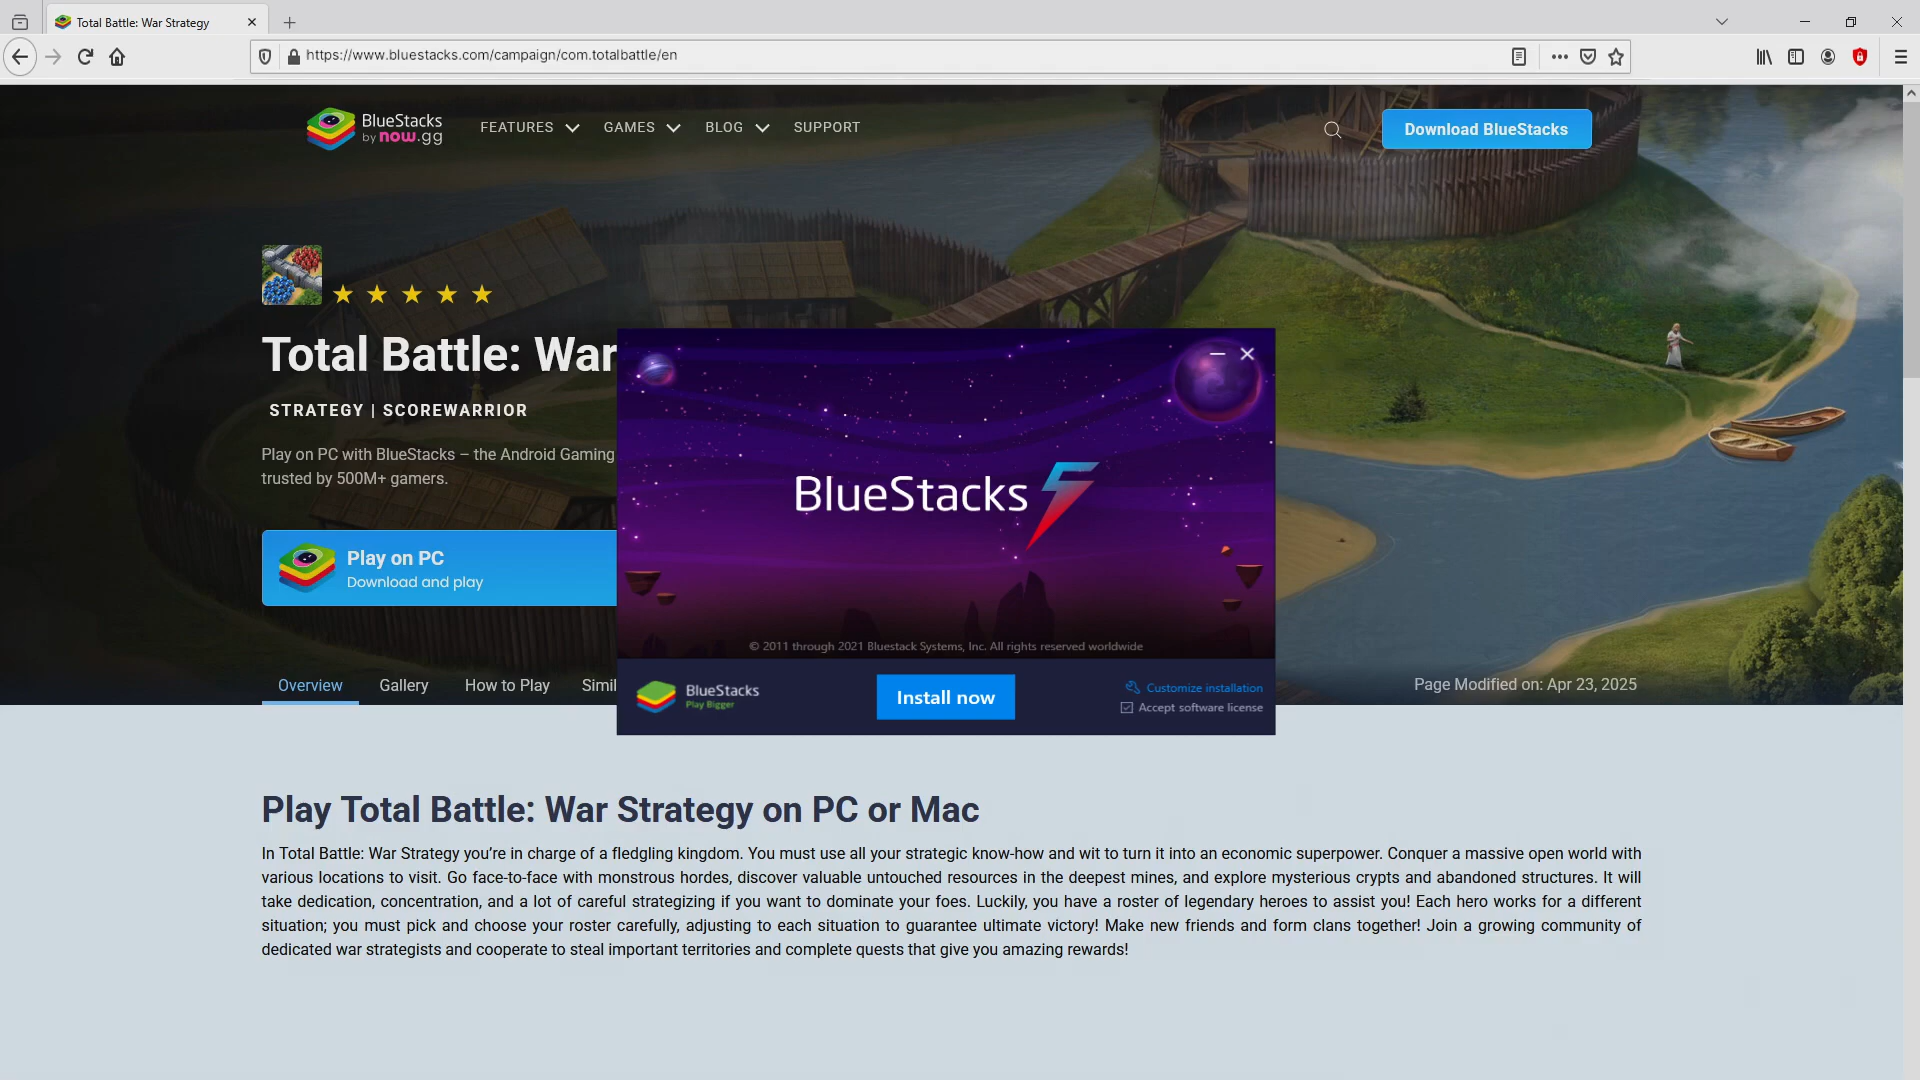 Total Battle: War Strategy
https://www.bluestacks.com/campaign/com.totalbattle/en
BlueStacks
by now.gg
FEATURES
GAMES
BLOG
SUPPORT
Download BlueStacks
Total Battle: War
STRATEGY | SCOREWARRIOR
Play on PC with BlueStacks – the Android Gaming
trusted by 500M+ gamers.
Play on PC
Download and play
BlueStacks 5
© 2011 through 2021 Bluestack Systems, Inc. All rights reserved worldwide
BlueStacks
Play Bigger
Install now
Customize installation
Accept software license
Overview
Gallery
How to Play
Simil
Page Modified on: Apr 23, 2025
Play Total Battle: War Strategy on PC or Mac
In Total Battle: War Strategy you’re in charge of a fledgling kingdom. You must use all your strategic know-how and wit to turn it into an economic superpower. Conquer a massive open world with
various locations to visit. Go face-to-face with monstrous hordes, discover valuable untouched resources in the deepest mines, and explore mysterious crypts and abandoned structures. It will
take dedication, concentration, and a lot of careful strategizing if you want to dominate your foes. Luckily, you have a roster of legendary heroes to assist you! Each hero works for a different
situation; you must pick and choose your roster carefully, adjusting to each situation to guarantee ultimate victory! Make new friends and form clans together! Join a growing community of
dedicated war strategists and cooperate to steal important territories and complete quests that give you amazing rewards!